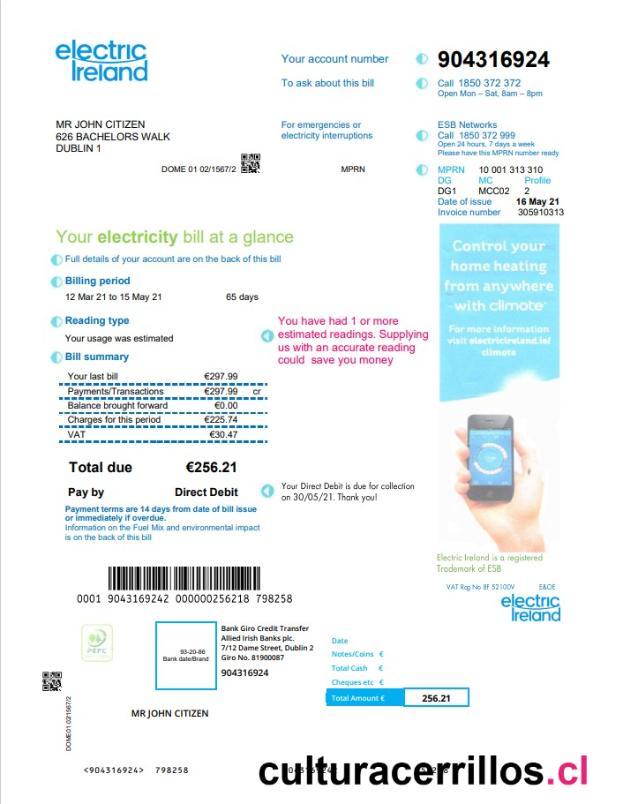 electric Ireland
Your account number 904316924
To ask about this bill Call 1850 372 372
Open Mon – Sat, 8am – 8pm
MR JOHN CITIZEN
626 BACHELORS WALK
DUBLIN 1
For emergencies or
electricity interruptions
ESB Networks
Call 1850 372 999
Open 24 hours, 7 days a week
Please have this MPRN number ready
DOME 01 02/1567/2
MPRN
MPRN 10 001 313 310
DG MC Profile
DG1 MCC02 2
Date of issue 16 May 21
Invoice number 305910313
Your electricity bill at a glance
Full details of your account are on the back of this bill
Billing period
12 Mar 21 to 15 May 21 65 days
Reading type
Your usage was estimated
You have had 1 or more
estimated readings. Supplying
us with an accurate reading
could save you money
Bill summary
Your last bill €297.99
Payments/Transactions €297.99 cr
Balance brought forward €0.00
Charges for this period €225.74
VAT €30.47
Total due €256.21
Pay by Direct Debit
Your Direct Debit is due for collection
on 30/05/21. Thank you!
Payment terms are 14 days from date of bill issue
or immediately if overdue.
Information on the Fuel Mix and environmental impact
is on the back of this bill
Control your
home heating
from anywhere
with climote
For more information
visit electricireland.ie/
climote
Electric Ireland is a registered
Trademark of ESB
VAT Reg No 8F 52100V E&OE
electric Ireland
0001 9043169242 000000256218 798258
PEFC
93-20-86
Bank date/Brand
Bank Giro Credit Transfer
Allied Irish Banks plc.
7/12 Dame Street, Dublin 2
Giro No. 81900087
904316924
Date
Notes/Coins €
Total Cash €
Cheques etc €
Total Amount € 256.21
DOME01 02/1567/2
MR JOHN CITIZEN
<904316924> 798258
culturacerrillos.cl